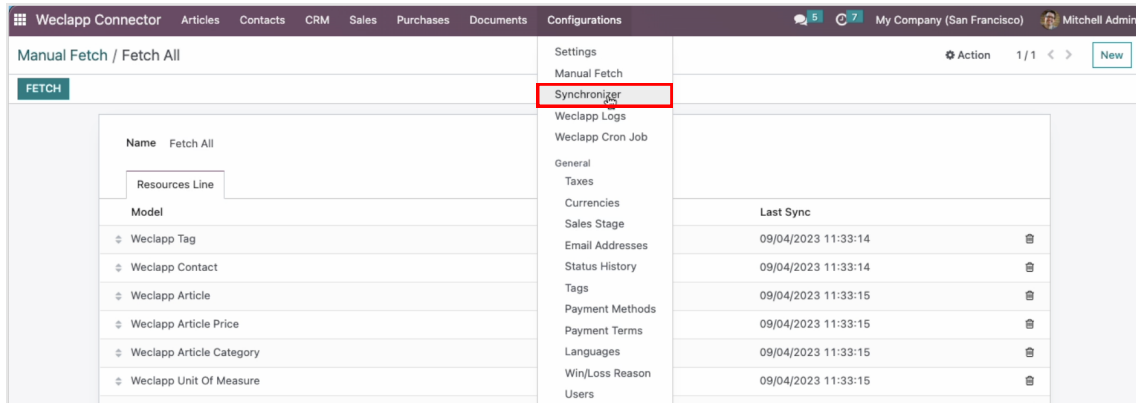 Weclapp Connector Articles Contacts CRM Sales Purchases Documents Configurations 5 7 My Company (San Francisco) Mitchell Admin
Manual Fetch / Fetch All
Action 1/1 < > New
FETCH
Settings
Manual Fetch
Synchronizer
Weclapp Logs
Weclapp Cron Job
General
Taxes
Currencies
Sales Stage
Email Addresses
Status History
Tags
Payment Methods
Payment Terms
Languages
Win/Loss Reason
Users
Name Fetch All
Resources Line
Model Last Sync
Weclapp Tag 09/04/2023 11:33:14
Weclapp Contact 09/04/2023 11:33:14
Weclapp Article 09/04/2023 11:33:15
Weclapp Article Price 09/04/2023 11:33:15
Weclapp Article Category 09/04/2023 11:33:15
Weclapp Unit Of Measure 09/04/2023 11:33:15